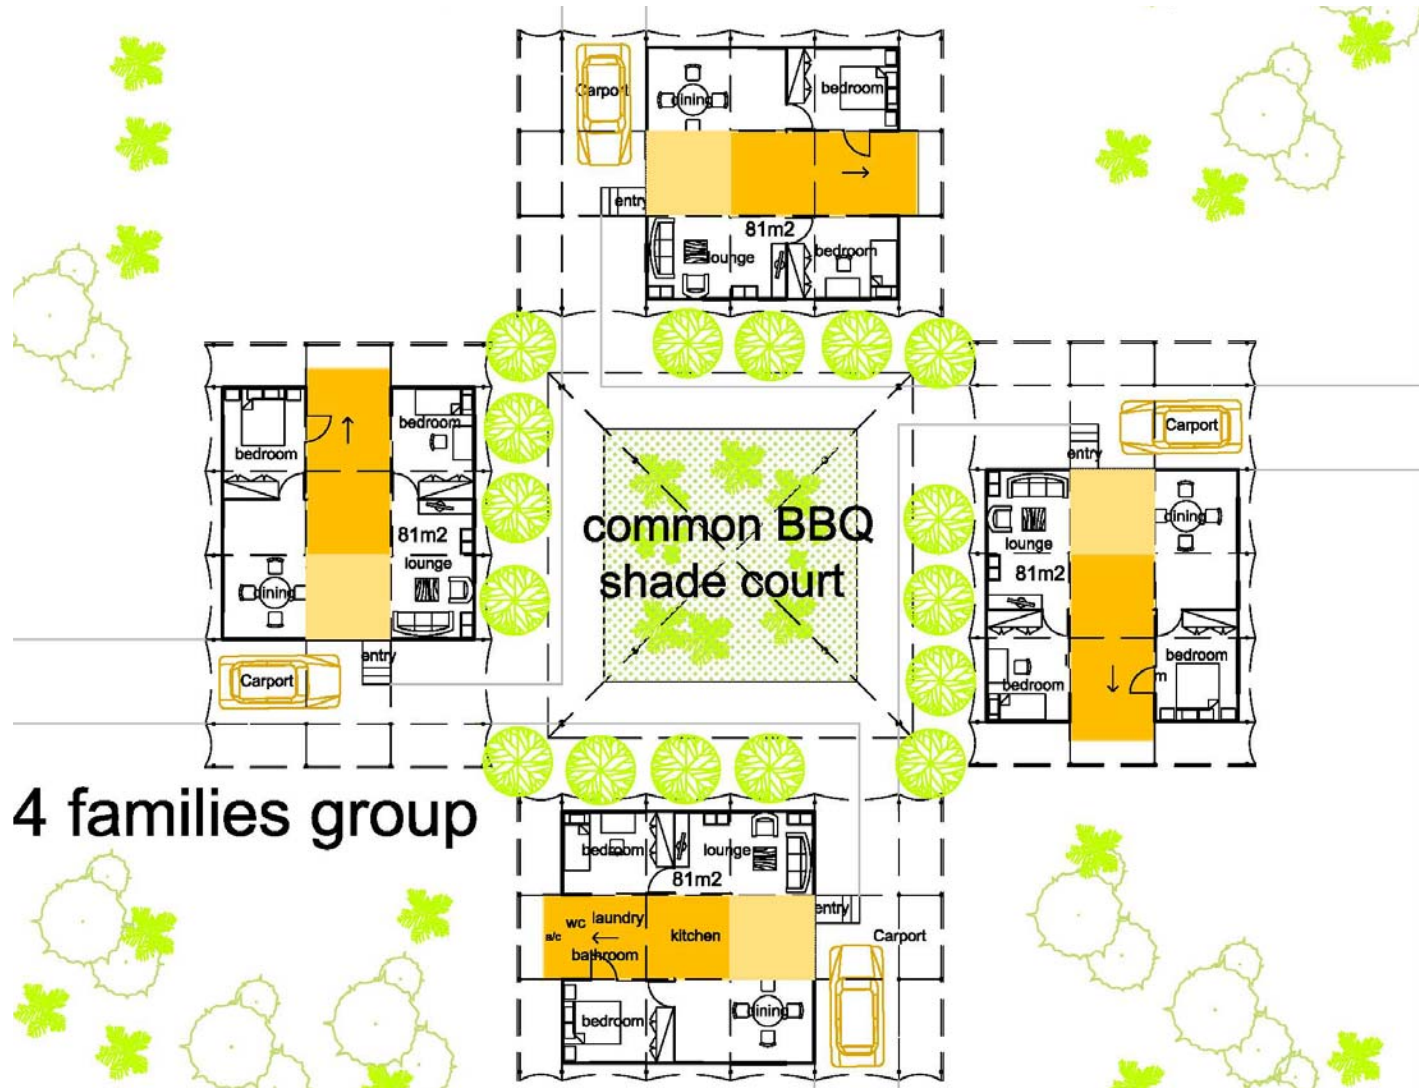 Carport
dining
bedroom
entry
81m2
lounge
bedroom
bedroom
bedroom
81m2
lounge
dining
entry
Carport
Carport
entry
dining
lounge
81m2
bedroom
bedroom
m
common BBQ
shade court
4 families group
bedroom
lounge
81m2
entry
wc
laundry
a/c
kitchen
Carport
bathroom
bedroom
dining